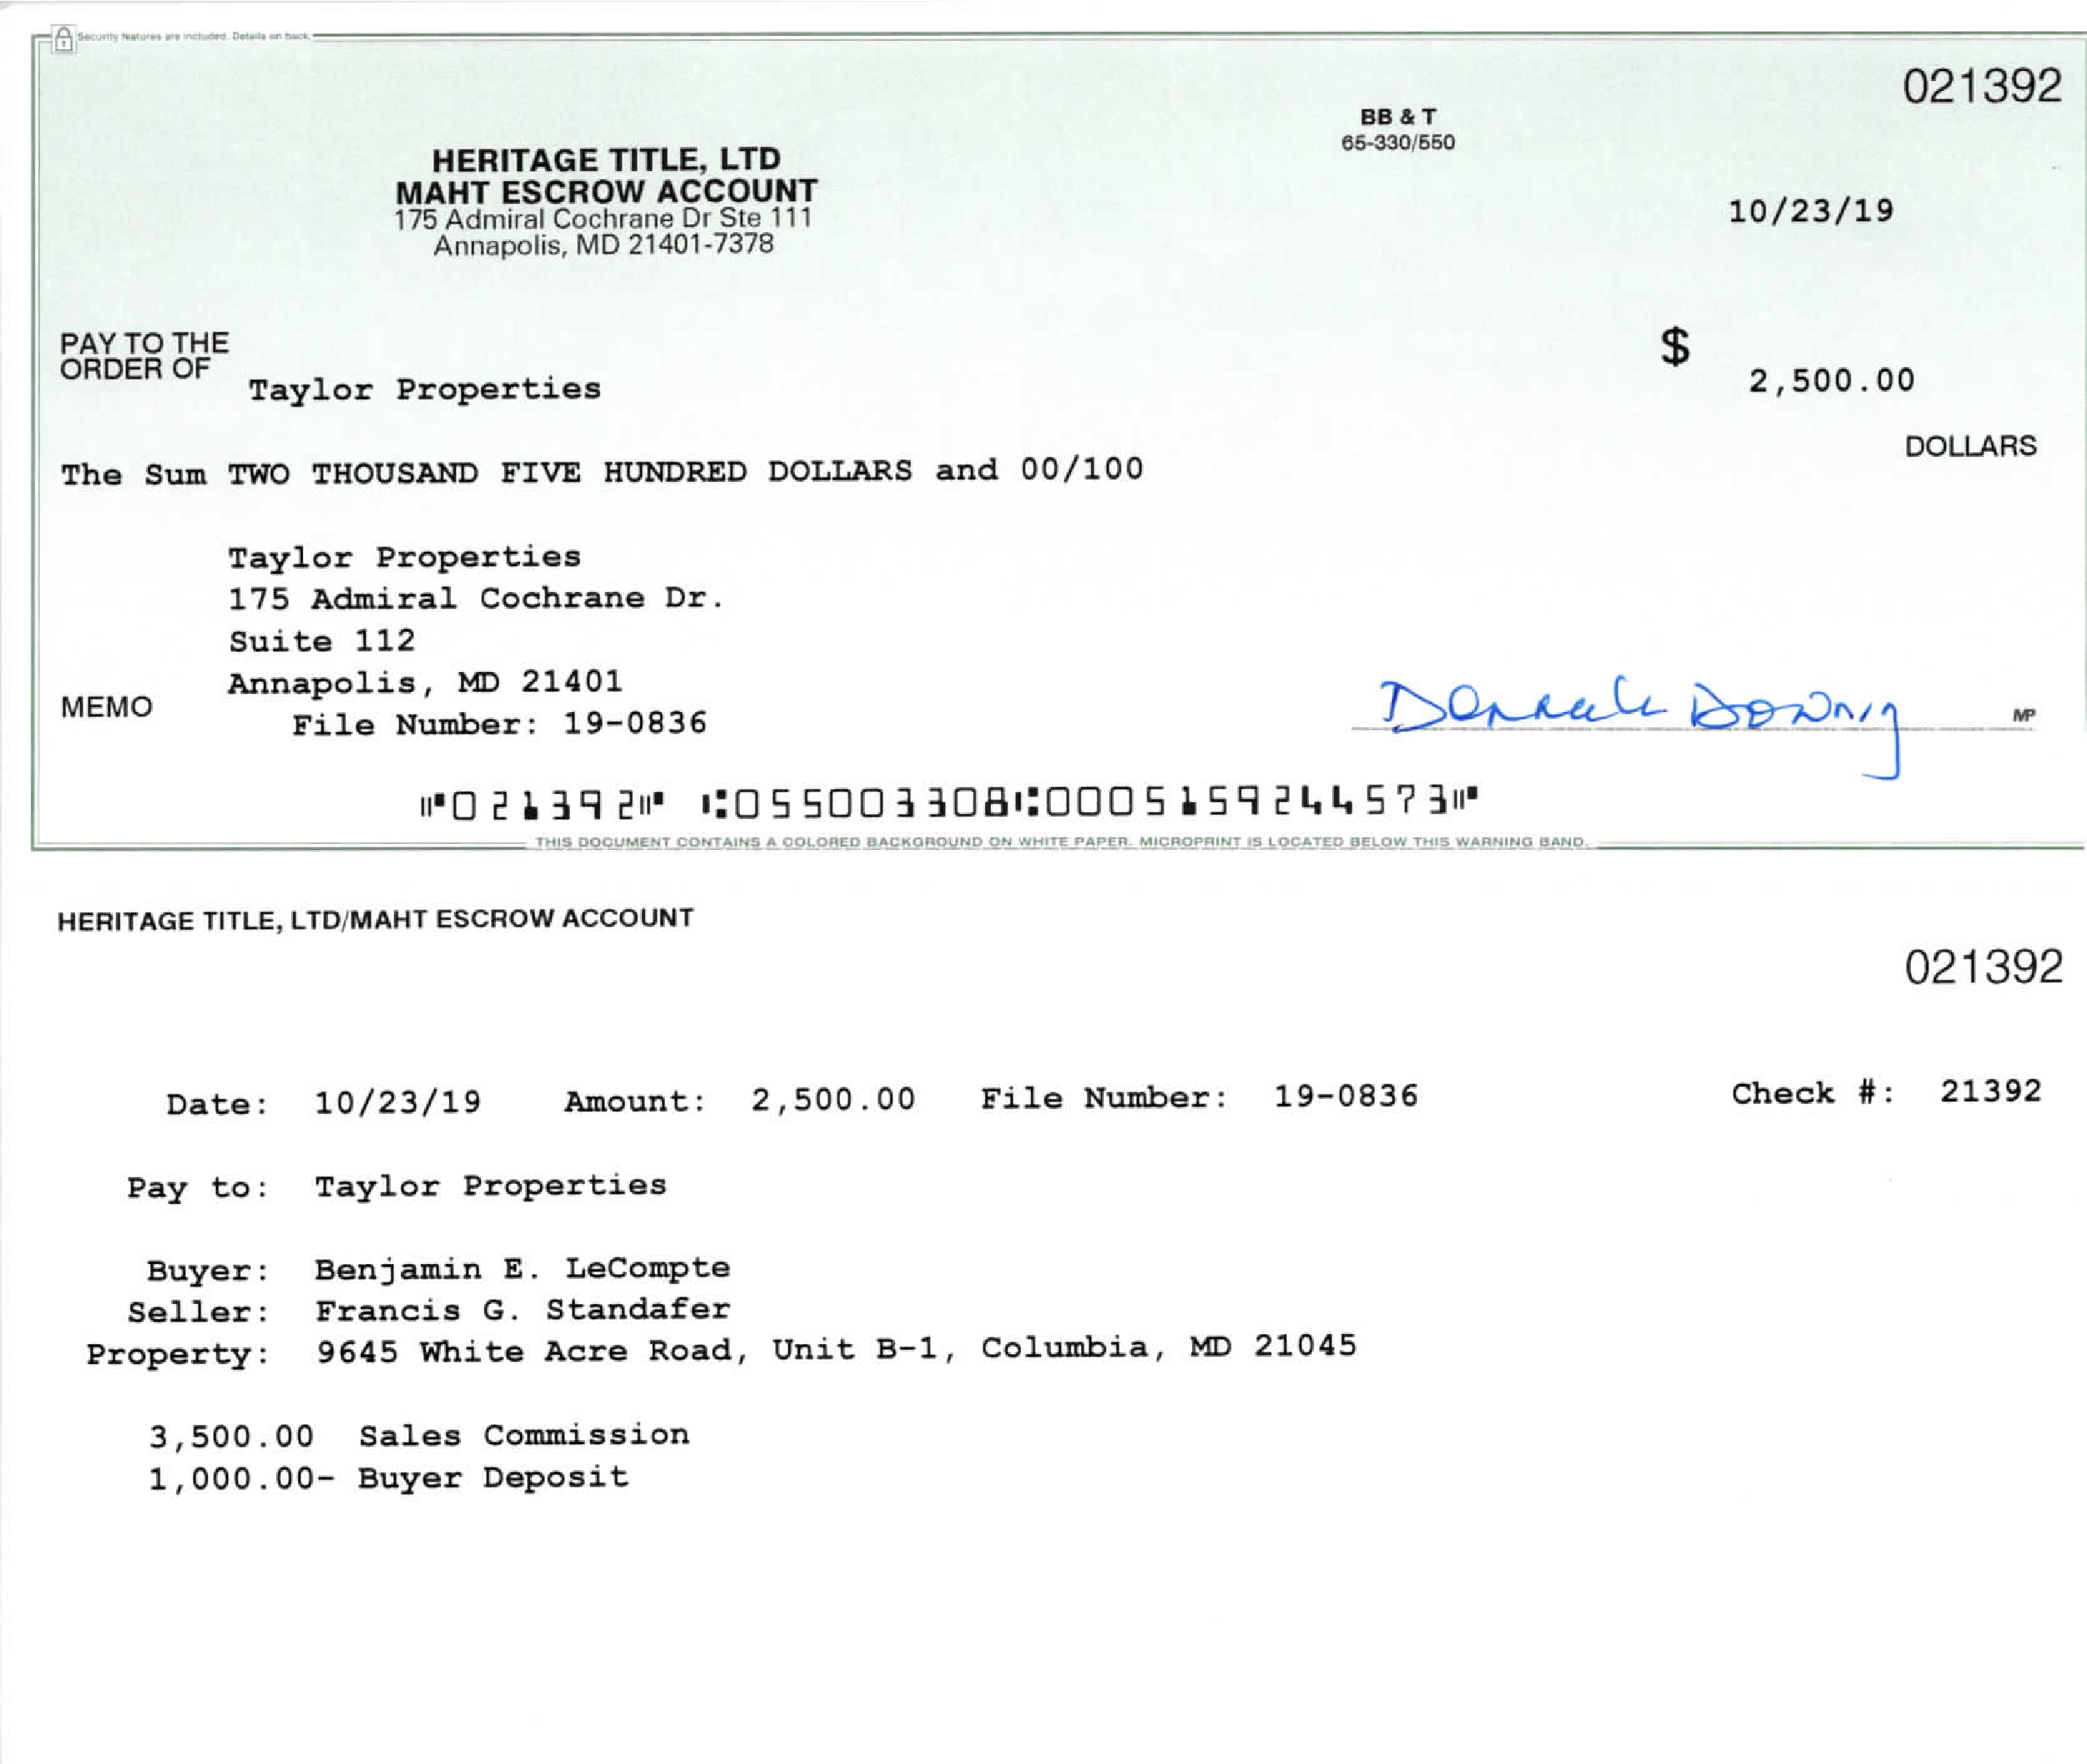 Security features are included. Details on back.
021392
BB & T
65-330/550
HERITAGE TITLE, LTD
MAHT ESCROW ACCOUNT
175 Admiral Cochrane Dr Ste 111
Annapolis, MD 21401-7378
10/23/19
PAY TO THE
ORDER OF
Taylor Properties
$
2,500.00
DOLLARS
The Sum TWO THOUSAND FIVE HUNDRED DOLLARS and 00/100
Taylor Properties
175 Admiral Cochrane Dr.
Suite 112
Annapolis, MD 21401
MEMO
File Number: 19-0836
MP
⑈021392⑈ ⑆055003308⑆0005159244573⑈
THIS DOCUMENT CONTAINS A COLORED BACKGROUND ON WHITE PAPER. MICROPRINT IS LOCATED BELOW THIS WARNING BAND.
HERITAGE TITLE, LTD/MAHT ESCROW ACCOUNT
021392
Date: 10/23/19 Amount: 2,500.00 File Number: 19-0836 Check #: 21392
Pay to: Taylor Properties
Buyer: Benjamin E. LeCompte
Seller: Francis G. Standafer
Property: 9645 White Acre Road, Unit B-1, Columbia, MD 21045
3,500.00 Sales Commission
1,000.00- Buyer Deposit